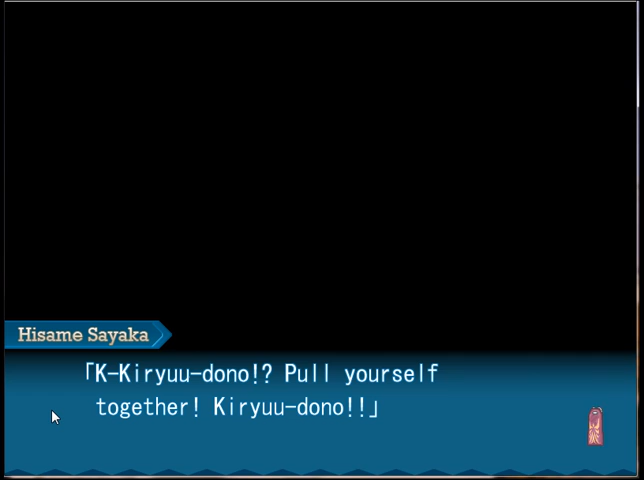 Hisame Sayaka
「K-Kiryuu-dono!? Pull yourself
together! Kiryuu-dono!!」